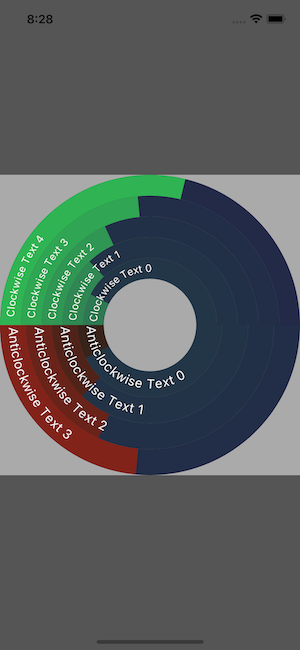 8:28
Clockwise Text 4
Clockwise Text 3
Clockwise Text 2
Clockwise Text 1
Clockwise Text 0
Anticlockwise Text 0
Anticlockwise Text 1
Anticlockwise Text 2
Anticlockwise Text 3